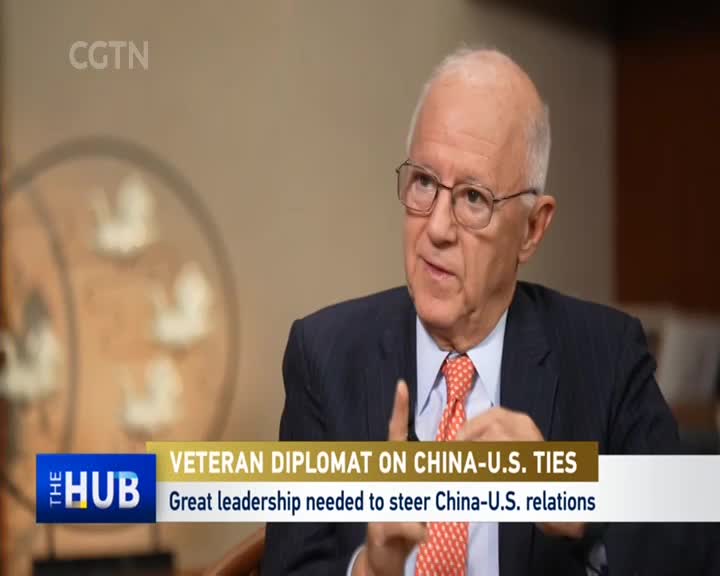 CGTN
VETERAN DIPLOMAT ON CHINA-U.S. TIES
THE HUB
Great leadership needed to steer China-U.S. relations